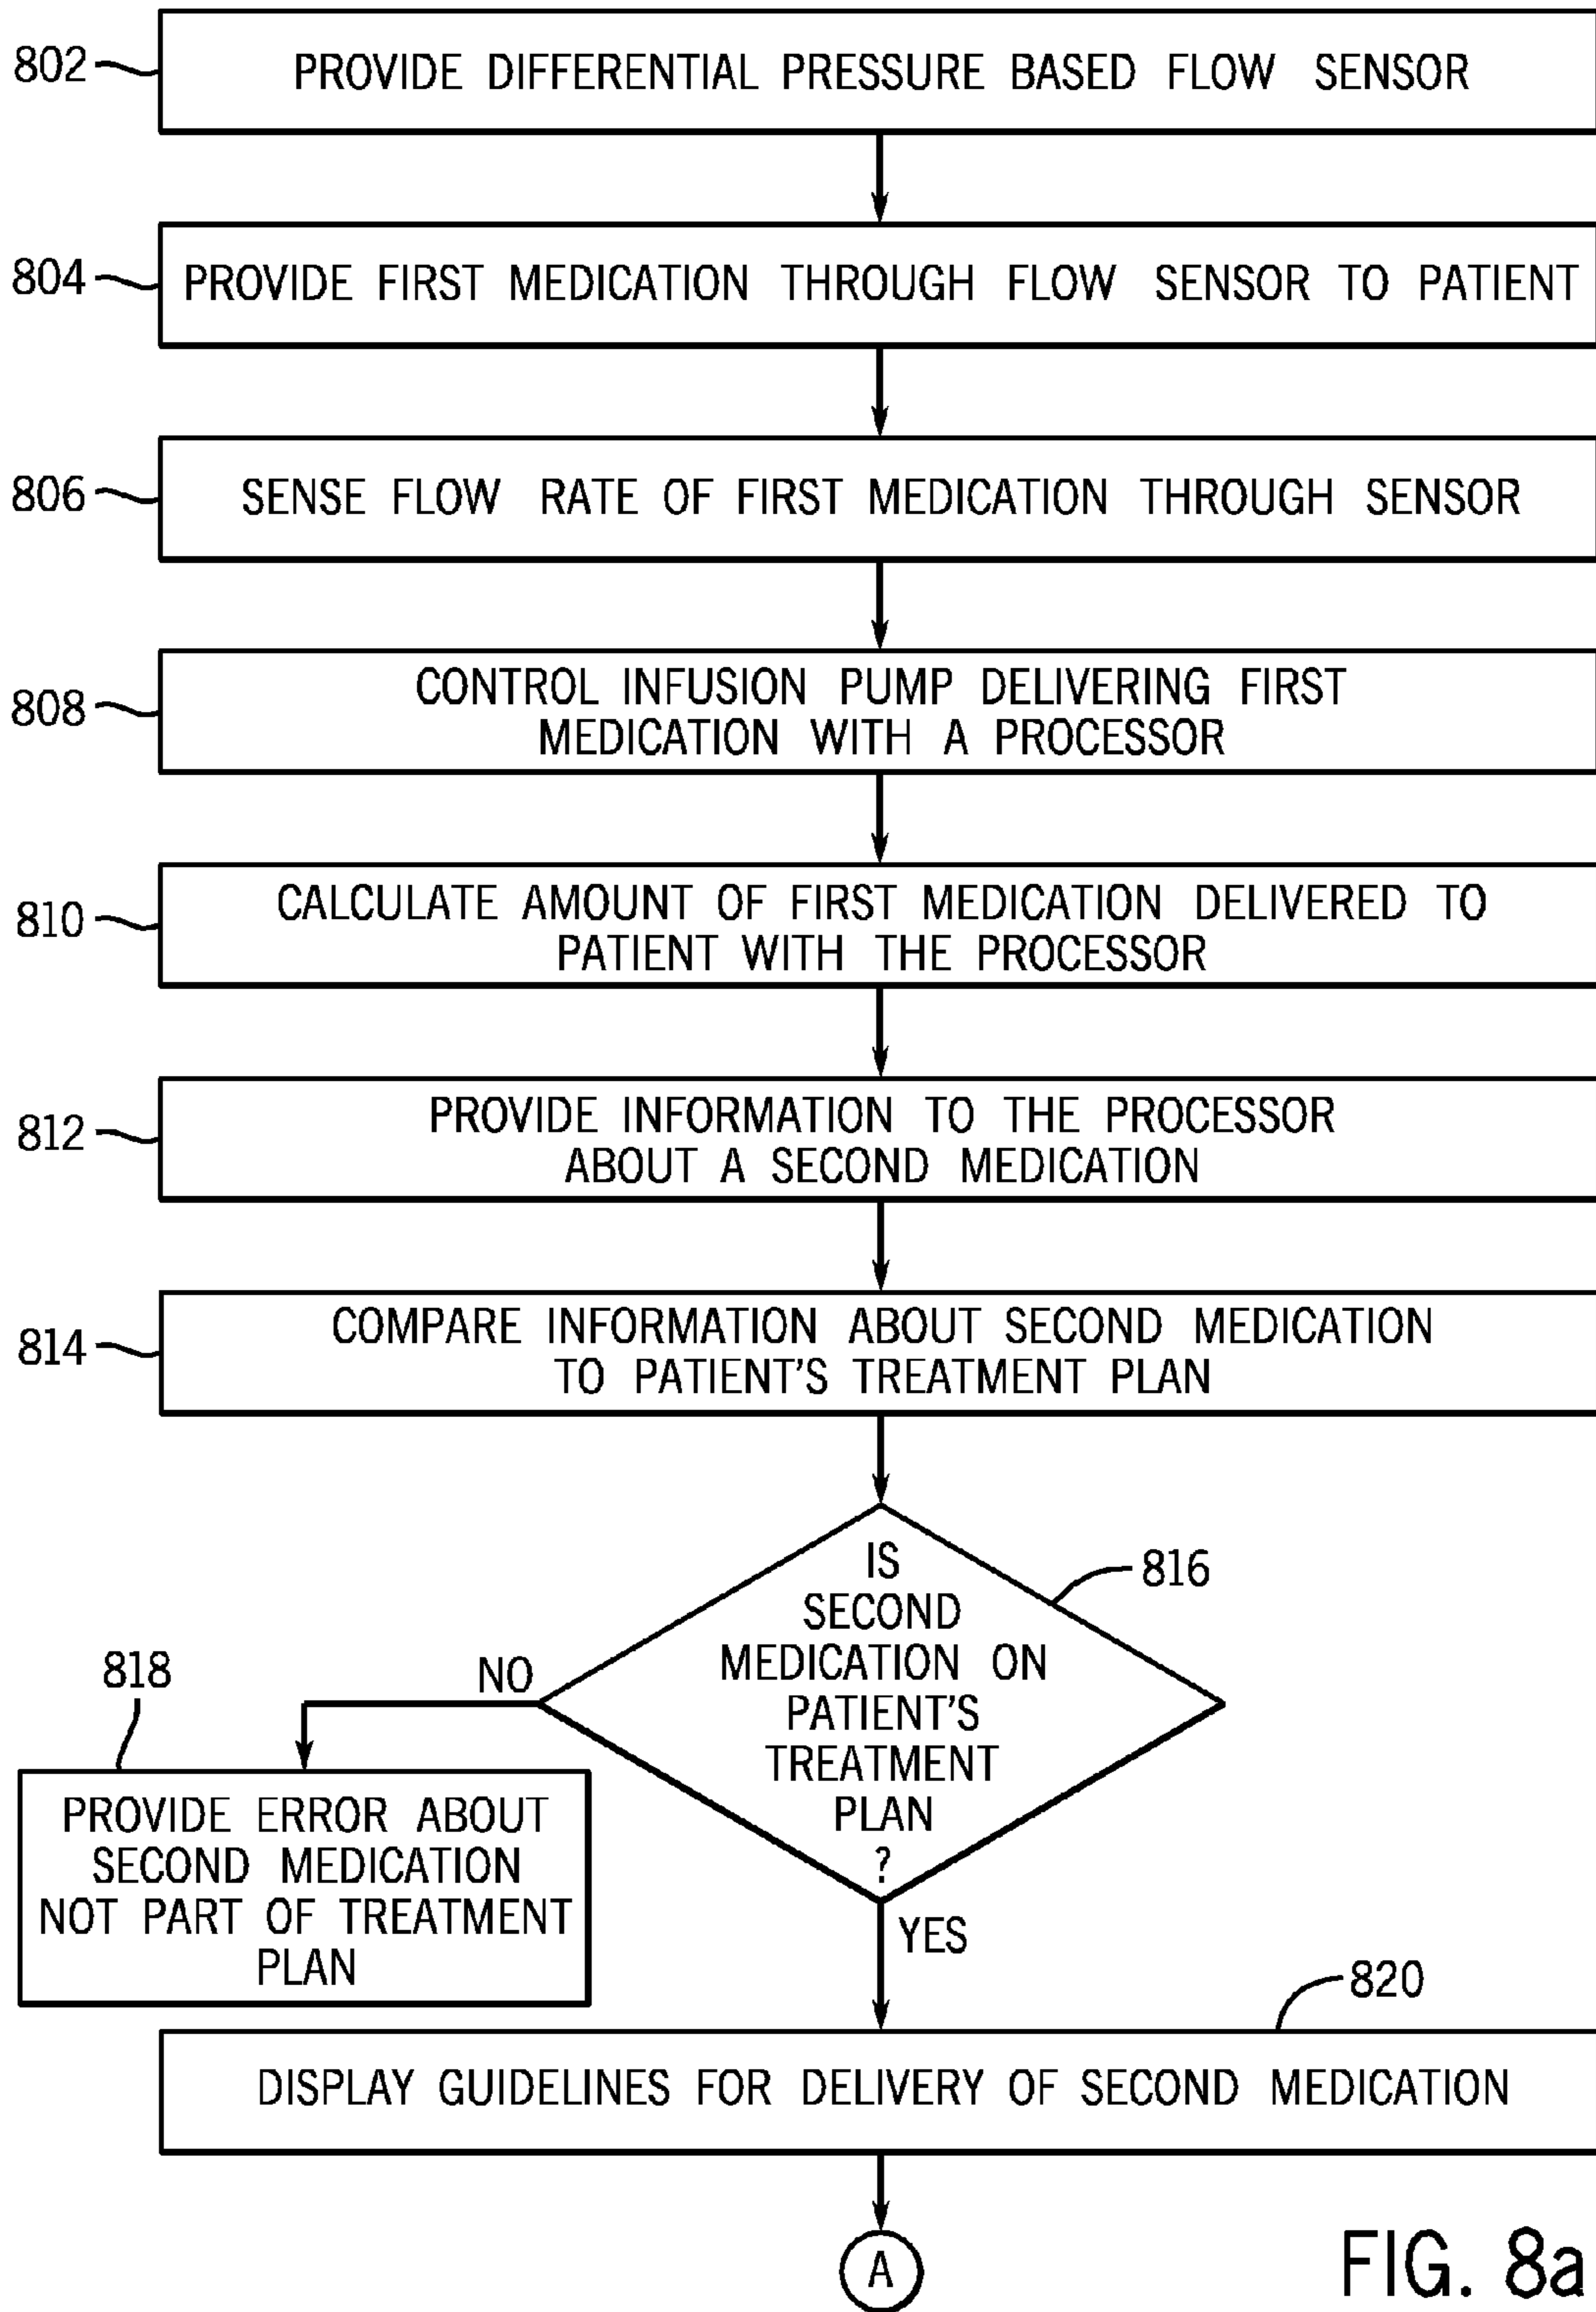 802
PROVIDE DIFFERENTIAL PRESSURE BASED FLOW SENSOR
804
PROVIDE FIRST MEDICATION THROUGH FLOW SENSOR TO PATIENT
806
SENSE FLOW RATE OF FIRST MEDICATION THROUGH SENSOR
808
CONTROL INFUSION PUMP DELIVERING FIRST
MEDICATION WITH A PROCESSOR
810
CALCULATE AMOUNT OF FIRST MEDICATION DELIVERED TO
PATIENT WITH THE PROCESSOR
812
PROVIDE INFORMATION TO THE PROCESSOR
ABOUT A SECOND MEDICATION
814
COMPARE INFORMATION ABOUT SECOND MEDICATION
TO PATIENT'S TREATMENT PLAN
816
IS
SECOND
MEDICATION ON
PATIENT'S
TREATMENT
PLAN
?
NO
818
PROVIDE ERROR ABOUT
SECOND MEDICATION
NOT PART OF TREATMENT
PLAN
YES
820
DISPLAY GUIDELINES FOR DELIVERY OF SECOND MEDICATION
A
FIG. 8a